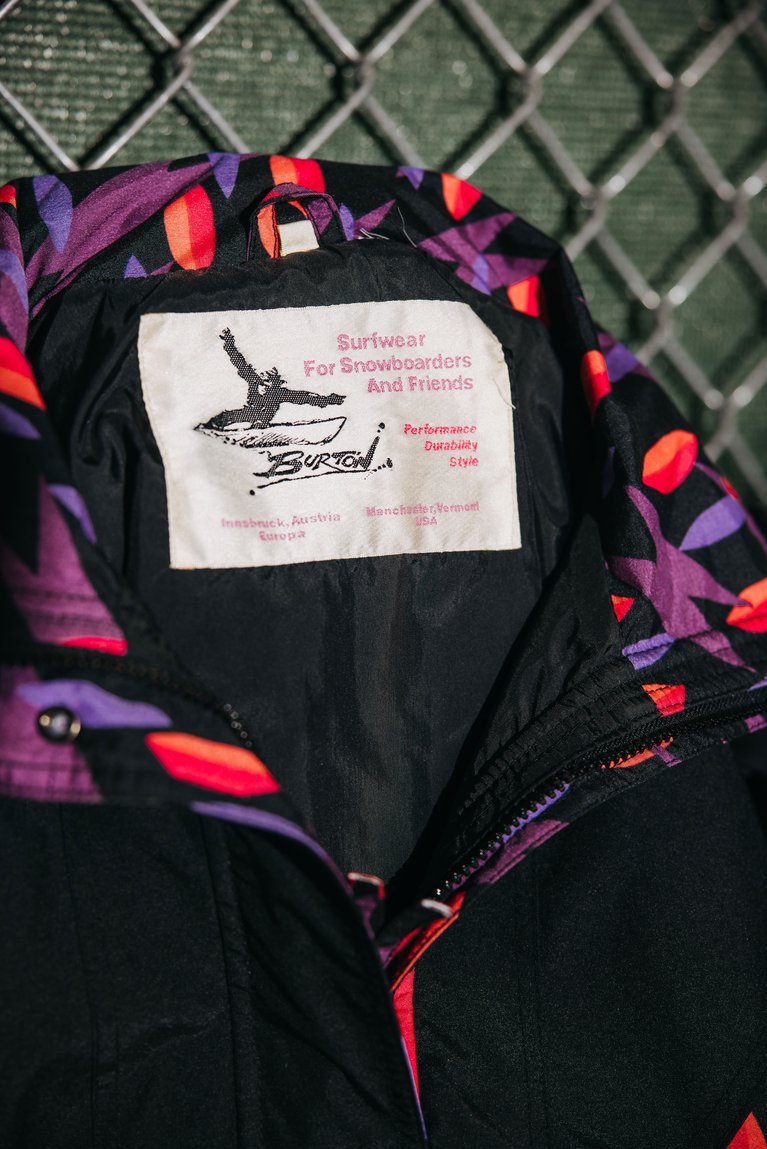 Surfwear
For Snowboarders
And Friends
Performance
Durability
Style
BURTON
Innsbruck, Austria
Europa
Manchester, Vermont
USA